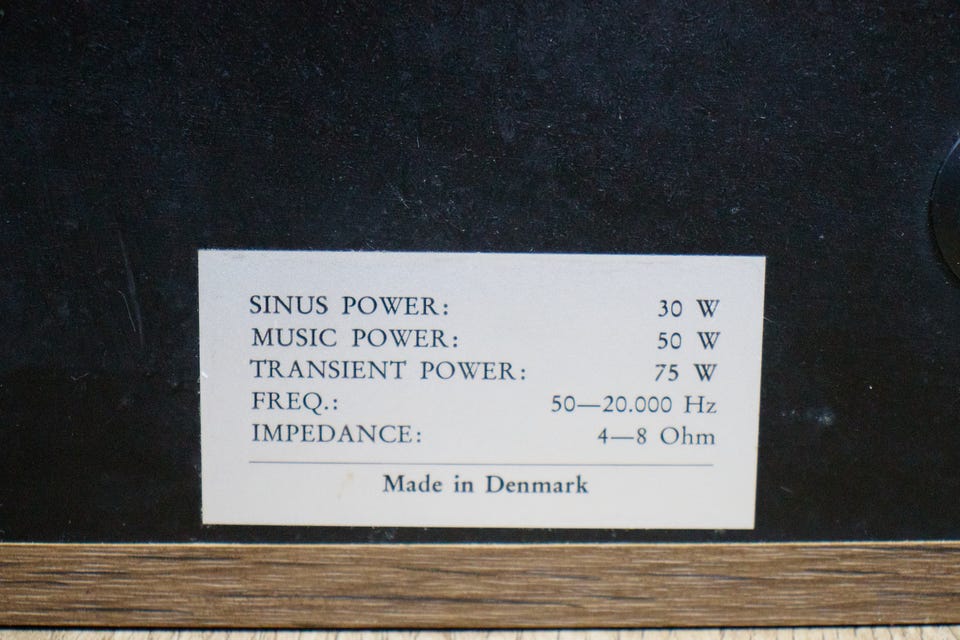 SINUS POWER: 30 W
MUSIC POWER: 50 W
TRANSIENT POWER: 75 W
FREQ.: 50—20.000 Hz
IMPEDANCE: 4—8 Ohm
Made in Denmark